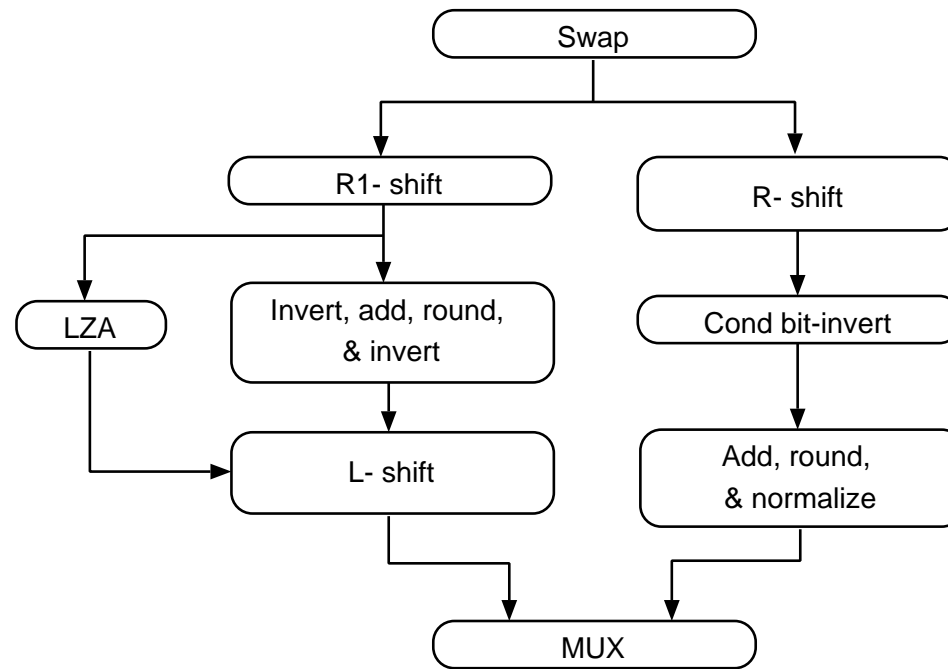 Swap
R1- shift
R- shift
LZA
Invert, add, round,
& invert
Cond bit-invert
L- shift
Add, round,
& normalize
MUX